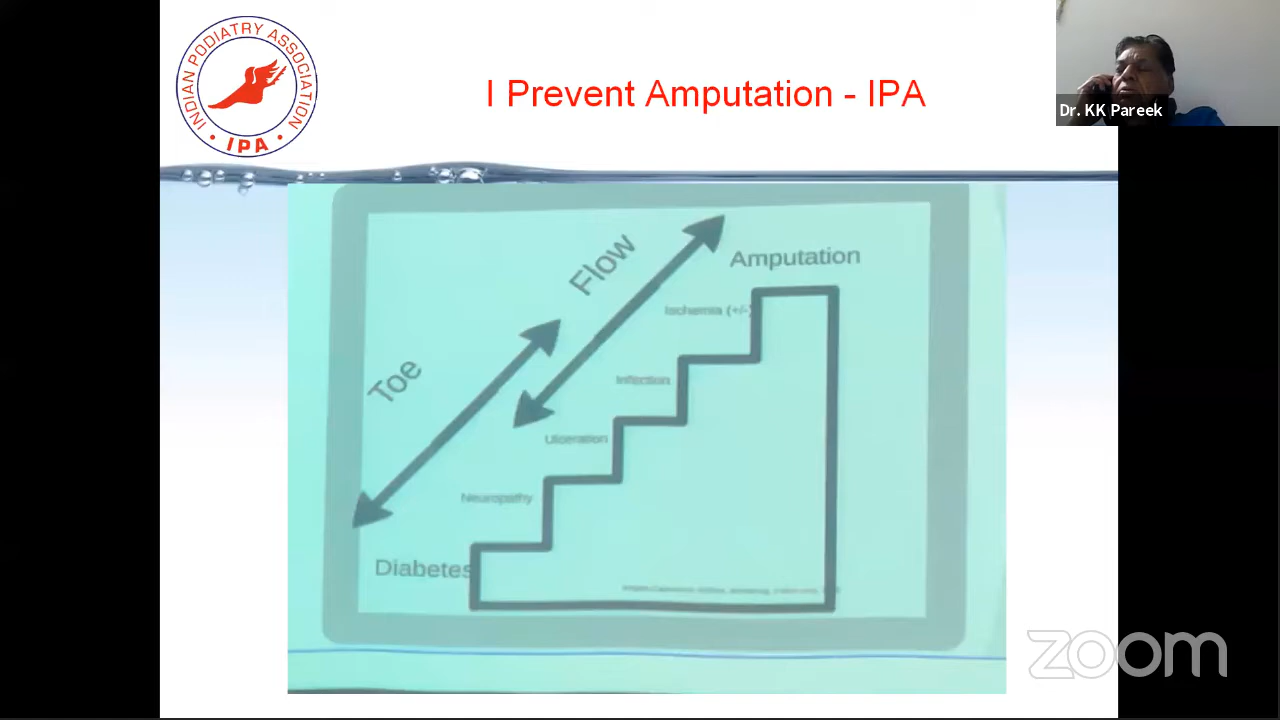 INDIAN PODIATRY ASSOCIATION
• IPA •
I Prevent Amputation - IPA
Dr. KK Pareek
Flow
Toe
Amputation
Ischemia (+/-)
Infection
Ulceration
Neuropathy
Diabetes
zoom